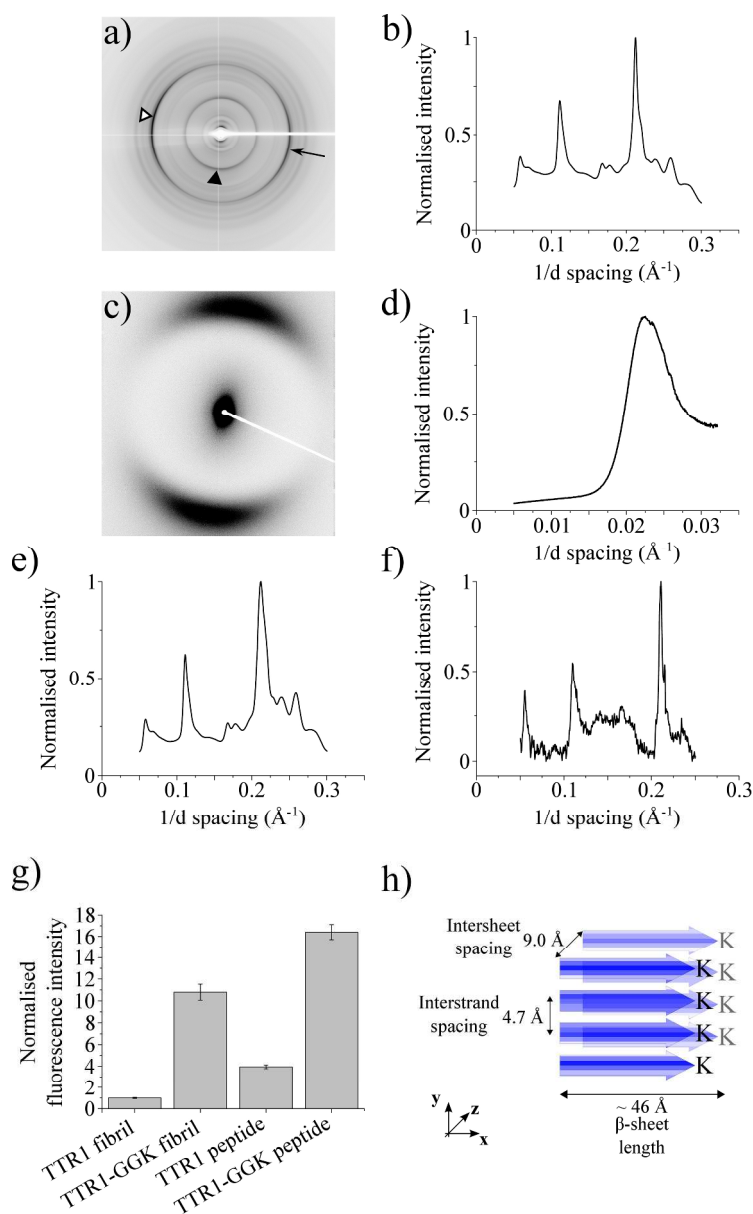 a)
b)
Normalised intensity
1
0.5
0
0
0.1
0.2
0.3
1/d spacing (Å-1)
c)
d)
Normalised intensity
1
0.5
0
0
0.01
0.02
0.03
1/d spacing (Å 1)
e)
Normalised intensity
1
0.5
0
0
0.1
0.2
0.3
1/d spacing (Å-1)
f)
Normalised intensity
1
0.5
0
0
0.1
0.2
0.3
1/d spacing (Å-1)
g)
Normalised
fluorescence intensity
18
16
14
12
10
8
6
4
2
0
TTR1 fibril
TTR1-GGK fibril
TTR1 peptide
TTR1-GGK peptide
h)
Intersheet
spacing
9.0 Å
K
K
K
Interstrand
spacing
4.7 Å
K
K
K
K
K
y
z
x
~ 46 Å
β-sheet
length